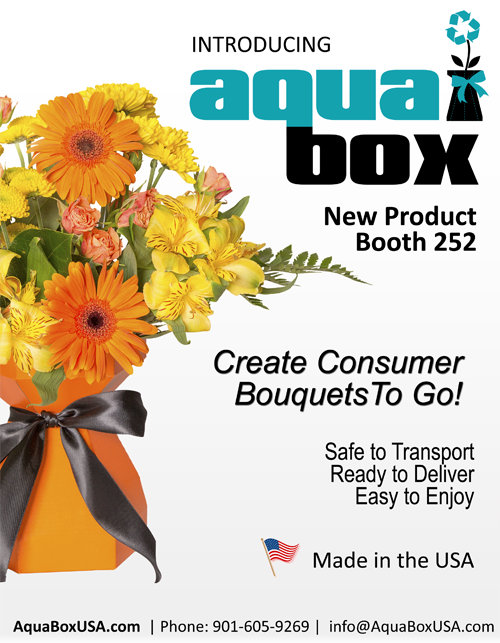 INTRODUCING
aqua
box
New Product
Booth 252
Create Consumer
BouquetsTo Go!
Safe to Transport
Ready to Deliver
Easy to Enjoy
Made in the USA
AquaBoxUSA.com | Phone: 901-605-9269 | info@AquaBoxUSA.com